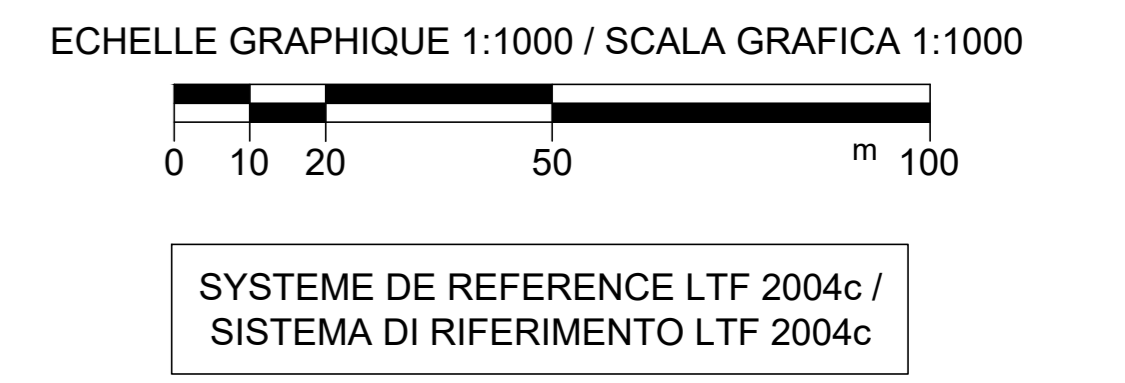 ECHELLE GRAPHIQUE 1:1000 / SCALA GRAFICA 1:1000
0 10 20 50 m 100
SYSTEME DE REFERENCE LTF 2004c /
SISTEMA DI RIFERIMENTO LTF 2004c